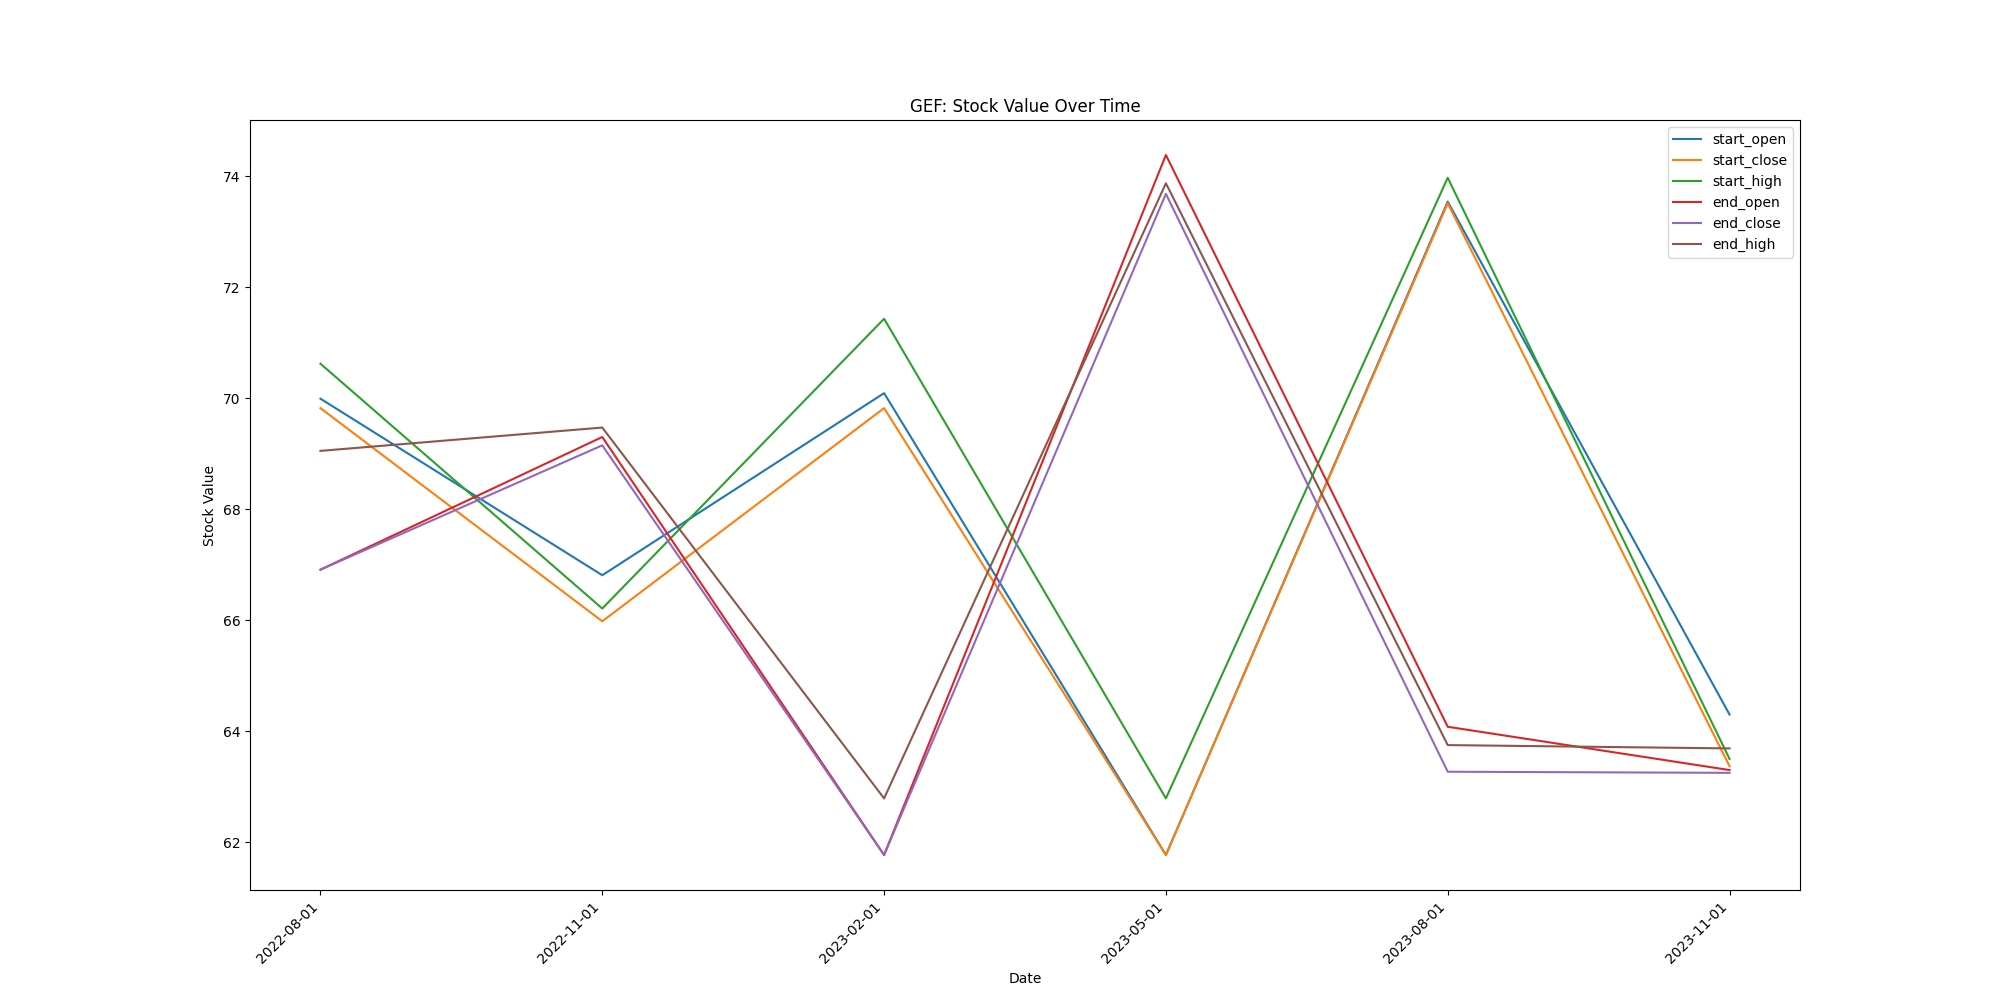 GEF: Stock Value Over Time
start_open
start_close
start_high
end_open
end_close
end_high
74
72
70
68
66
64
62
Stock Value
2022-08-01
2022-11-01
2023-02-01
2023-05-01
2023-08-01
2023-11-01
Date